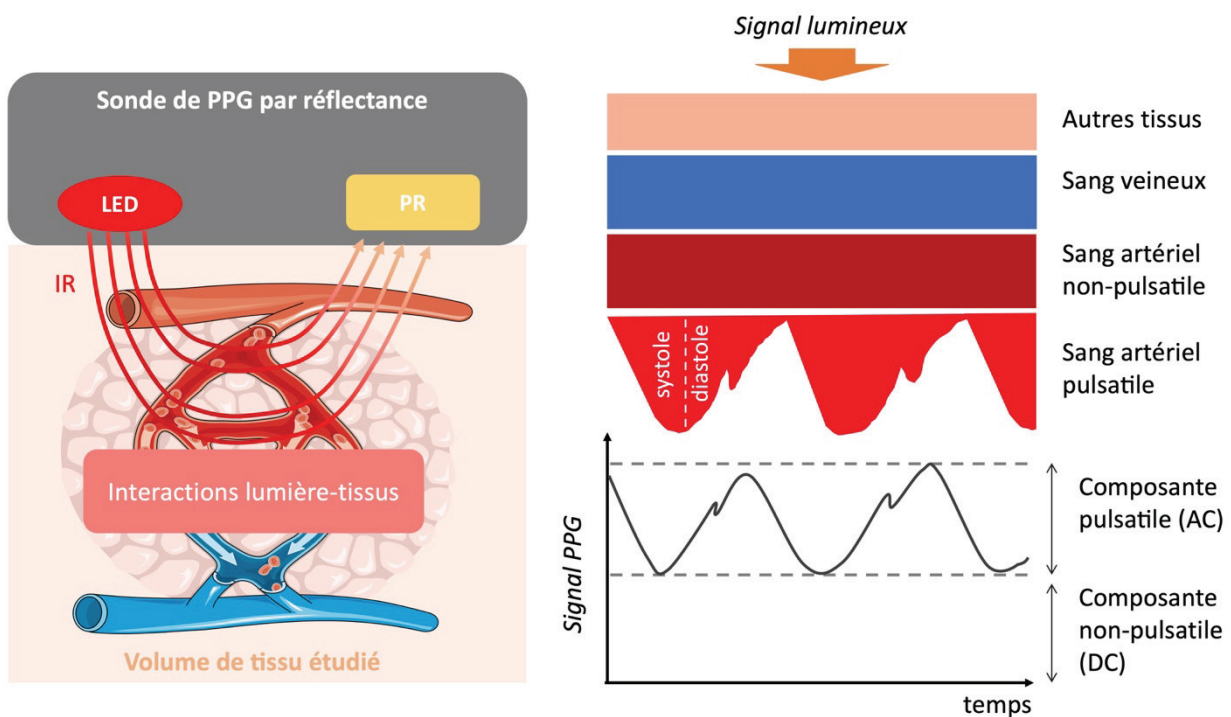 Sonde de PPG par réflectance
LED
PR
IR
Interactions lumière-tissus
Volume de tissu étudié
Signal lumineux
Autres tissus
Sang veineux
Sang artériel
non-pulsatile
systole
diastole
Sang artériel
pulsatile
Signal PPG
Composante
pulsatile (AC)
Composante
non-pulsatile
(DC)
temps